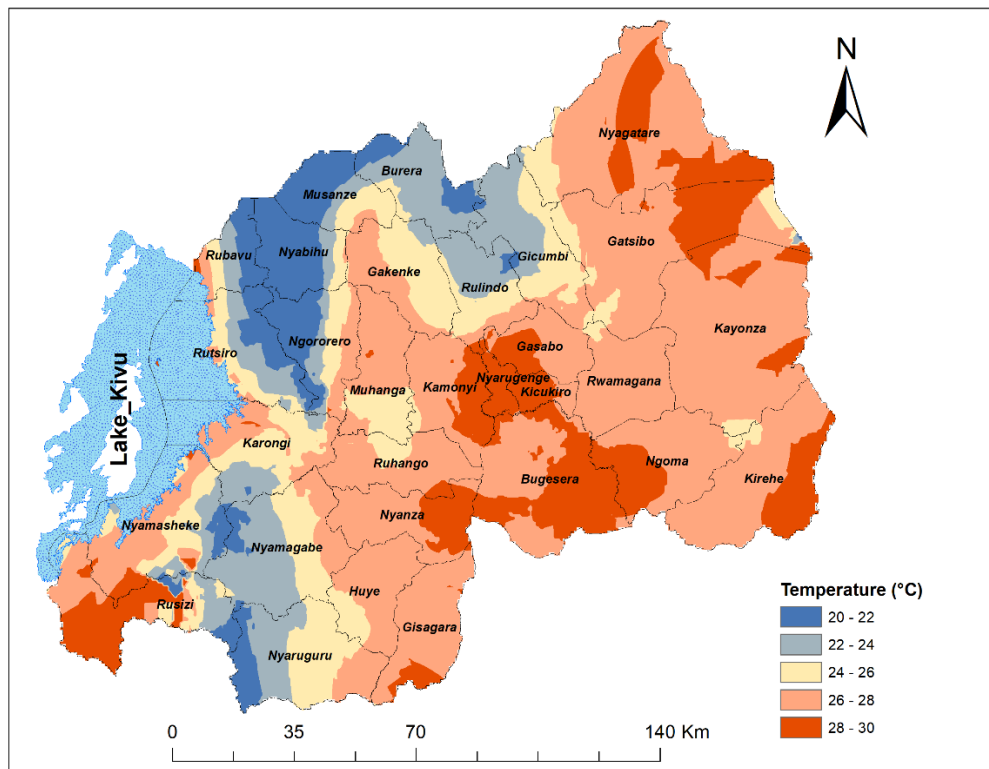 N
Nyagatare
Burera
Musanze
Rubavu
Nyabihu
Gicumbi
Gatsibo
Gakenke
Rulindo
Kayonza
Rutsiro
Ngororero
Gasabo
Lake_Kivu
Muhanga
Kamonyi
Nyarugenge
Kicukiro
Rwamagana
Karongi
Ruhango
Bugesera
Ngoma
Kirehe
Nyamasheke
Nyanza
Nyamagabe
Rusizi
Huye
Gisagara
Nyaruguru
Temperature (°C)
20 - 22
22 - 24
24 - 26
26 - 28
28 - 30
0 35 70 140 Km